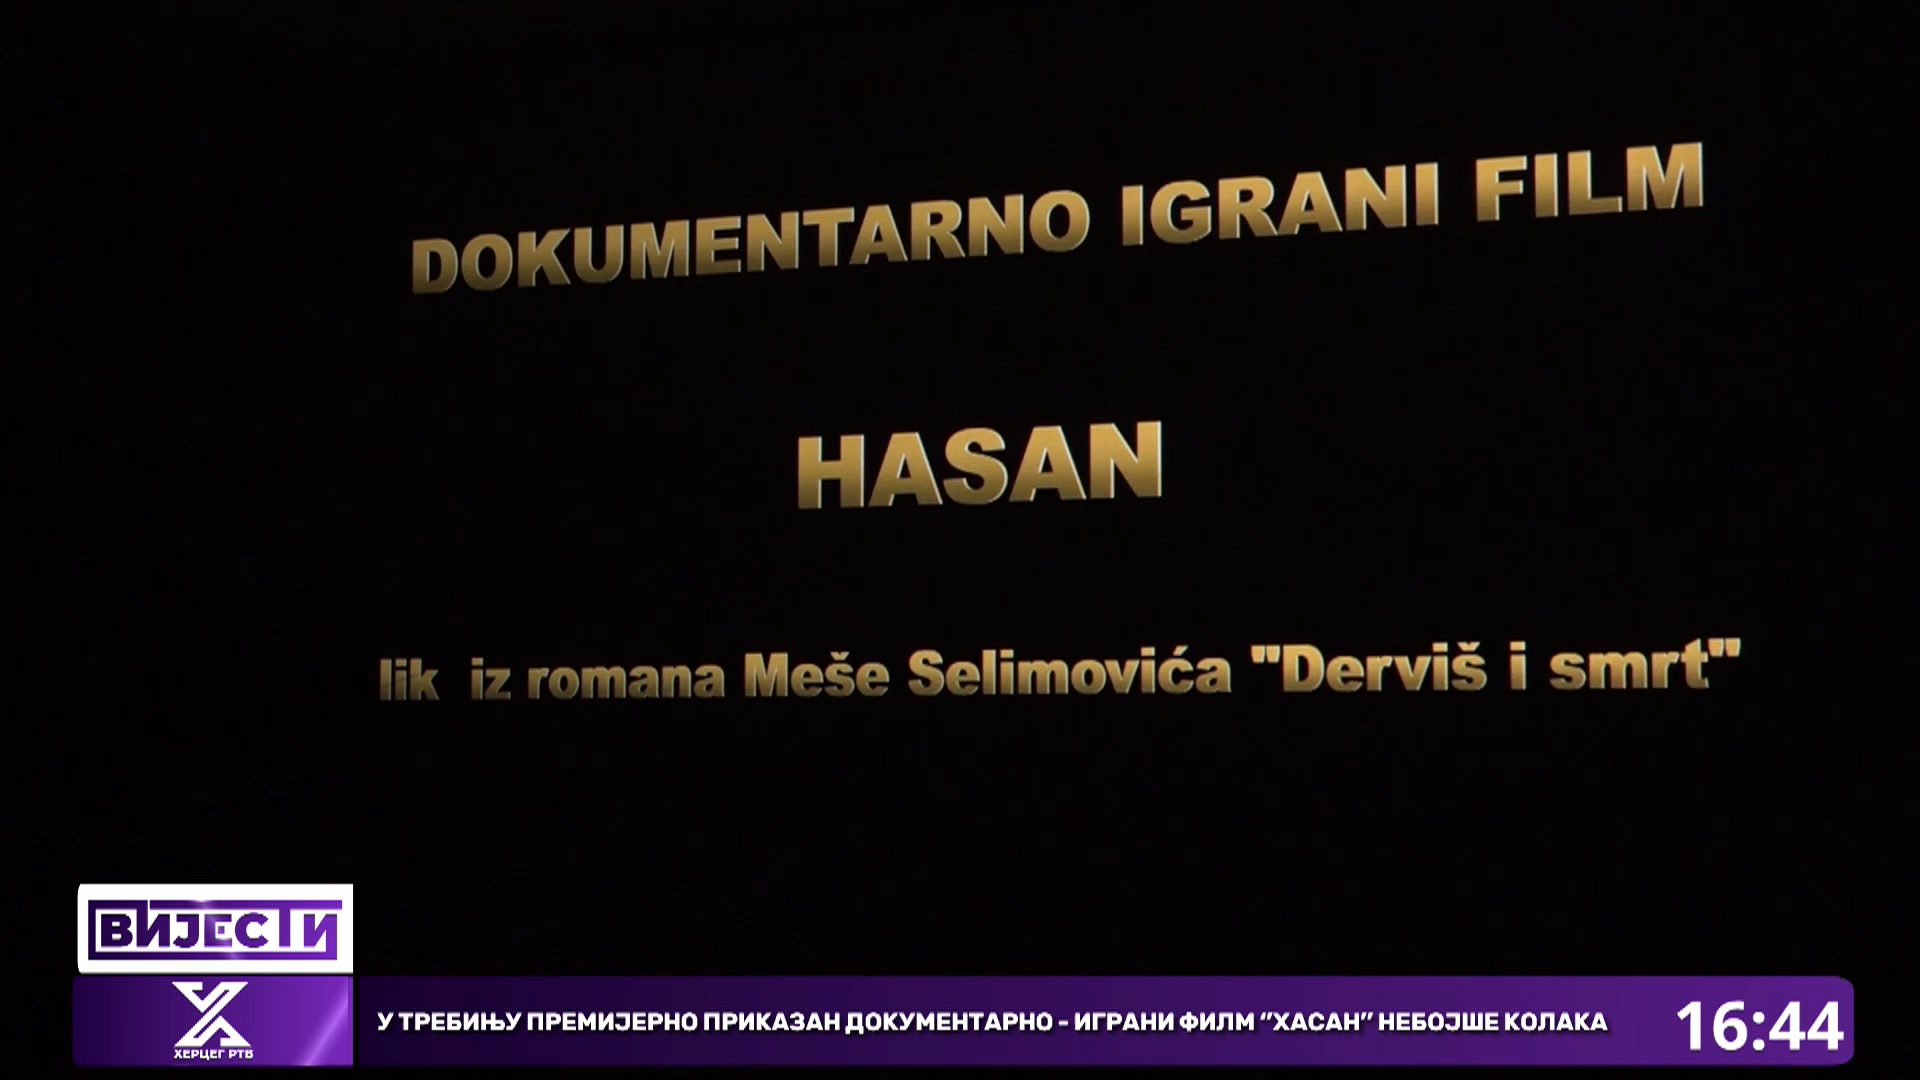 DOKUMENTARNO IGRANI FILM
HASAN
lik iz romana Meše Selimovića "Derviš i smrt"
ВИЈЕСТИ
ХЕРЦЕГ РТВ
У ТРЕБИЊУ ПРЕМИЈЕРНО ПРИКАЗАН ДОКУМЕНТАРНО - ИГРАНИ ФИЛМ “ХАСАН” НЕБОЈШЕ КОЛАКА
16:44